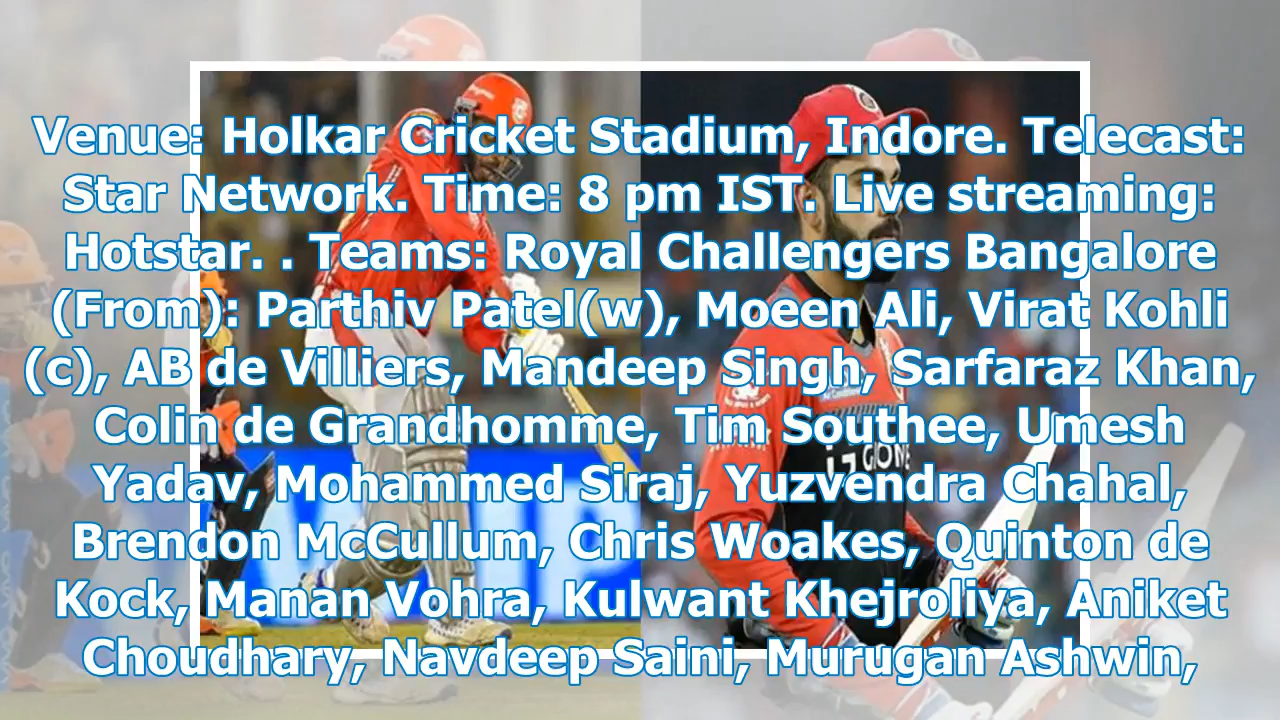 Venue: Holkar Cricket Stadium, Indore. Telecast:
Star Network. Time: 8 pm IST. Live streaming:
Hotstar. . Teams: Royal Challengers Bangalore
(From): Parthiv Patel(w), Moeen Ali, Virat Kohli
(c), AB de Villiers, Mandeep Singh, Sarfaraz Khan,
Colin de Grandhomme, Tim Southee, Umesh
Yadav, Mohammed Siraj, Yuzvendra Chahal,
Brendon McCullum, Chris Woakes, Quinton de
Kock, Manan Vohra, Kulwant Khejroliya, Aniket
Choudhary, Navdeep Saini, Murugan Ashwin,